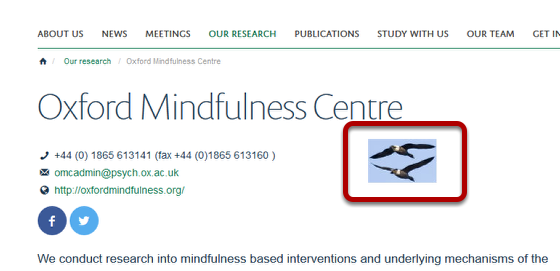 ABOUT US NEWS MEETINGS OUR RESEARCH PUBLICATIONS STUDY WITH US OUR TEAM GET IN
/ Our research / Oxford Mindfulness Centre
Oxford Mindfulness Centre
+44 (0) 1865 613141 (fax +44 (0)1865 613160 )
omcadmin@psych.ox.ac.uk
http://oxfordmindfulness.org/
We conduct research into mindfulness based interventions and underlying mechanisms of the